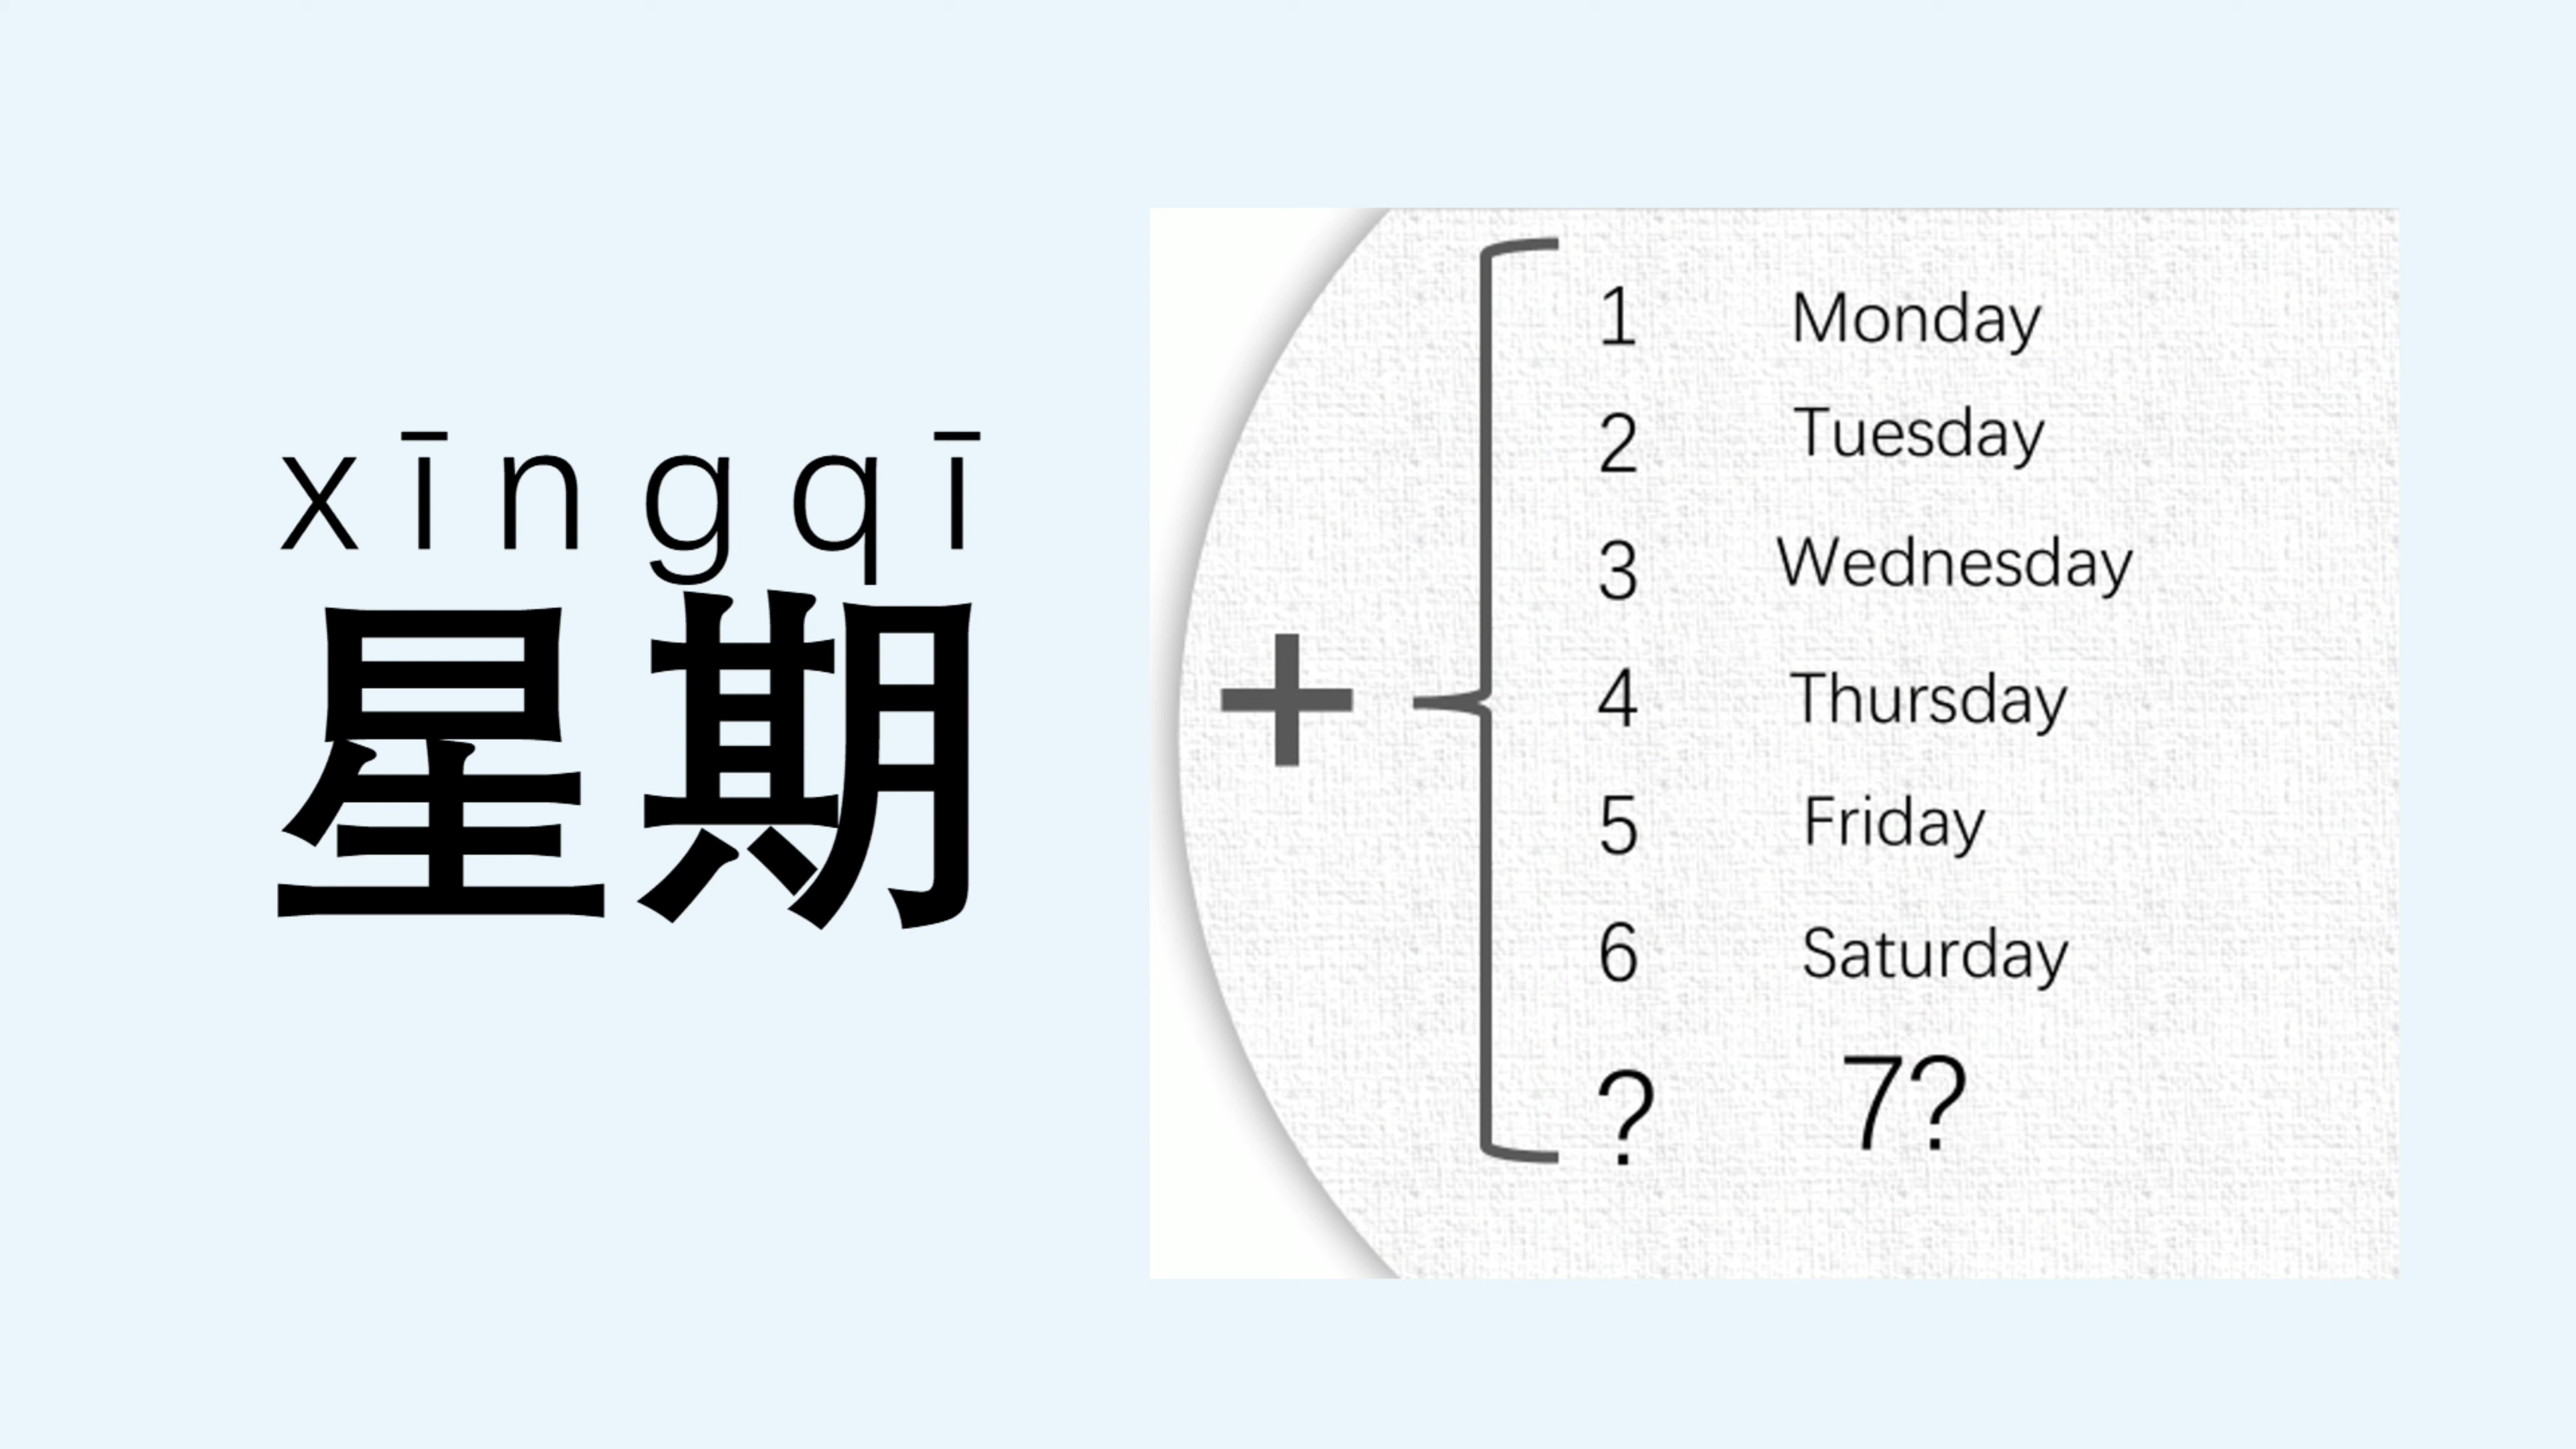 xīngqī
星期
+
1 Monday
2 Tuesday
3 Wednesday
4 Thursday
5 Friday
6 Saturday
? 7?